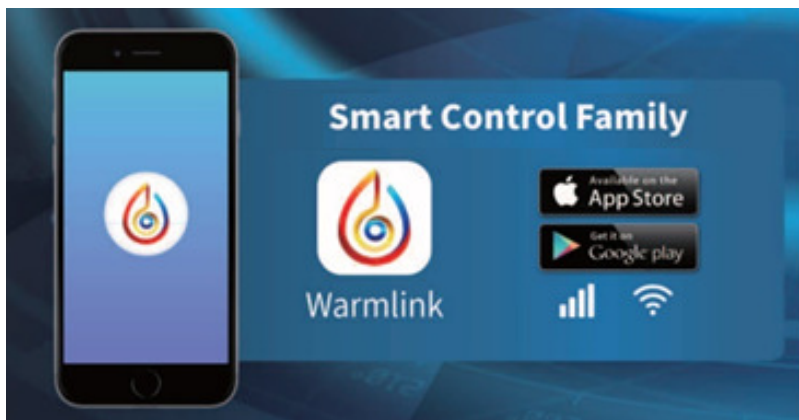 Smart Control Family
Warmlink
Available on the
App Store
Get it on
Google play